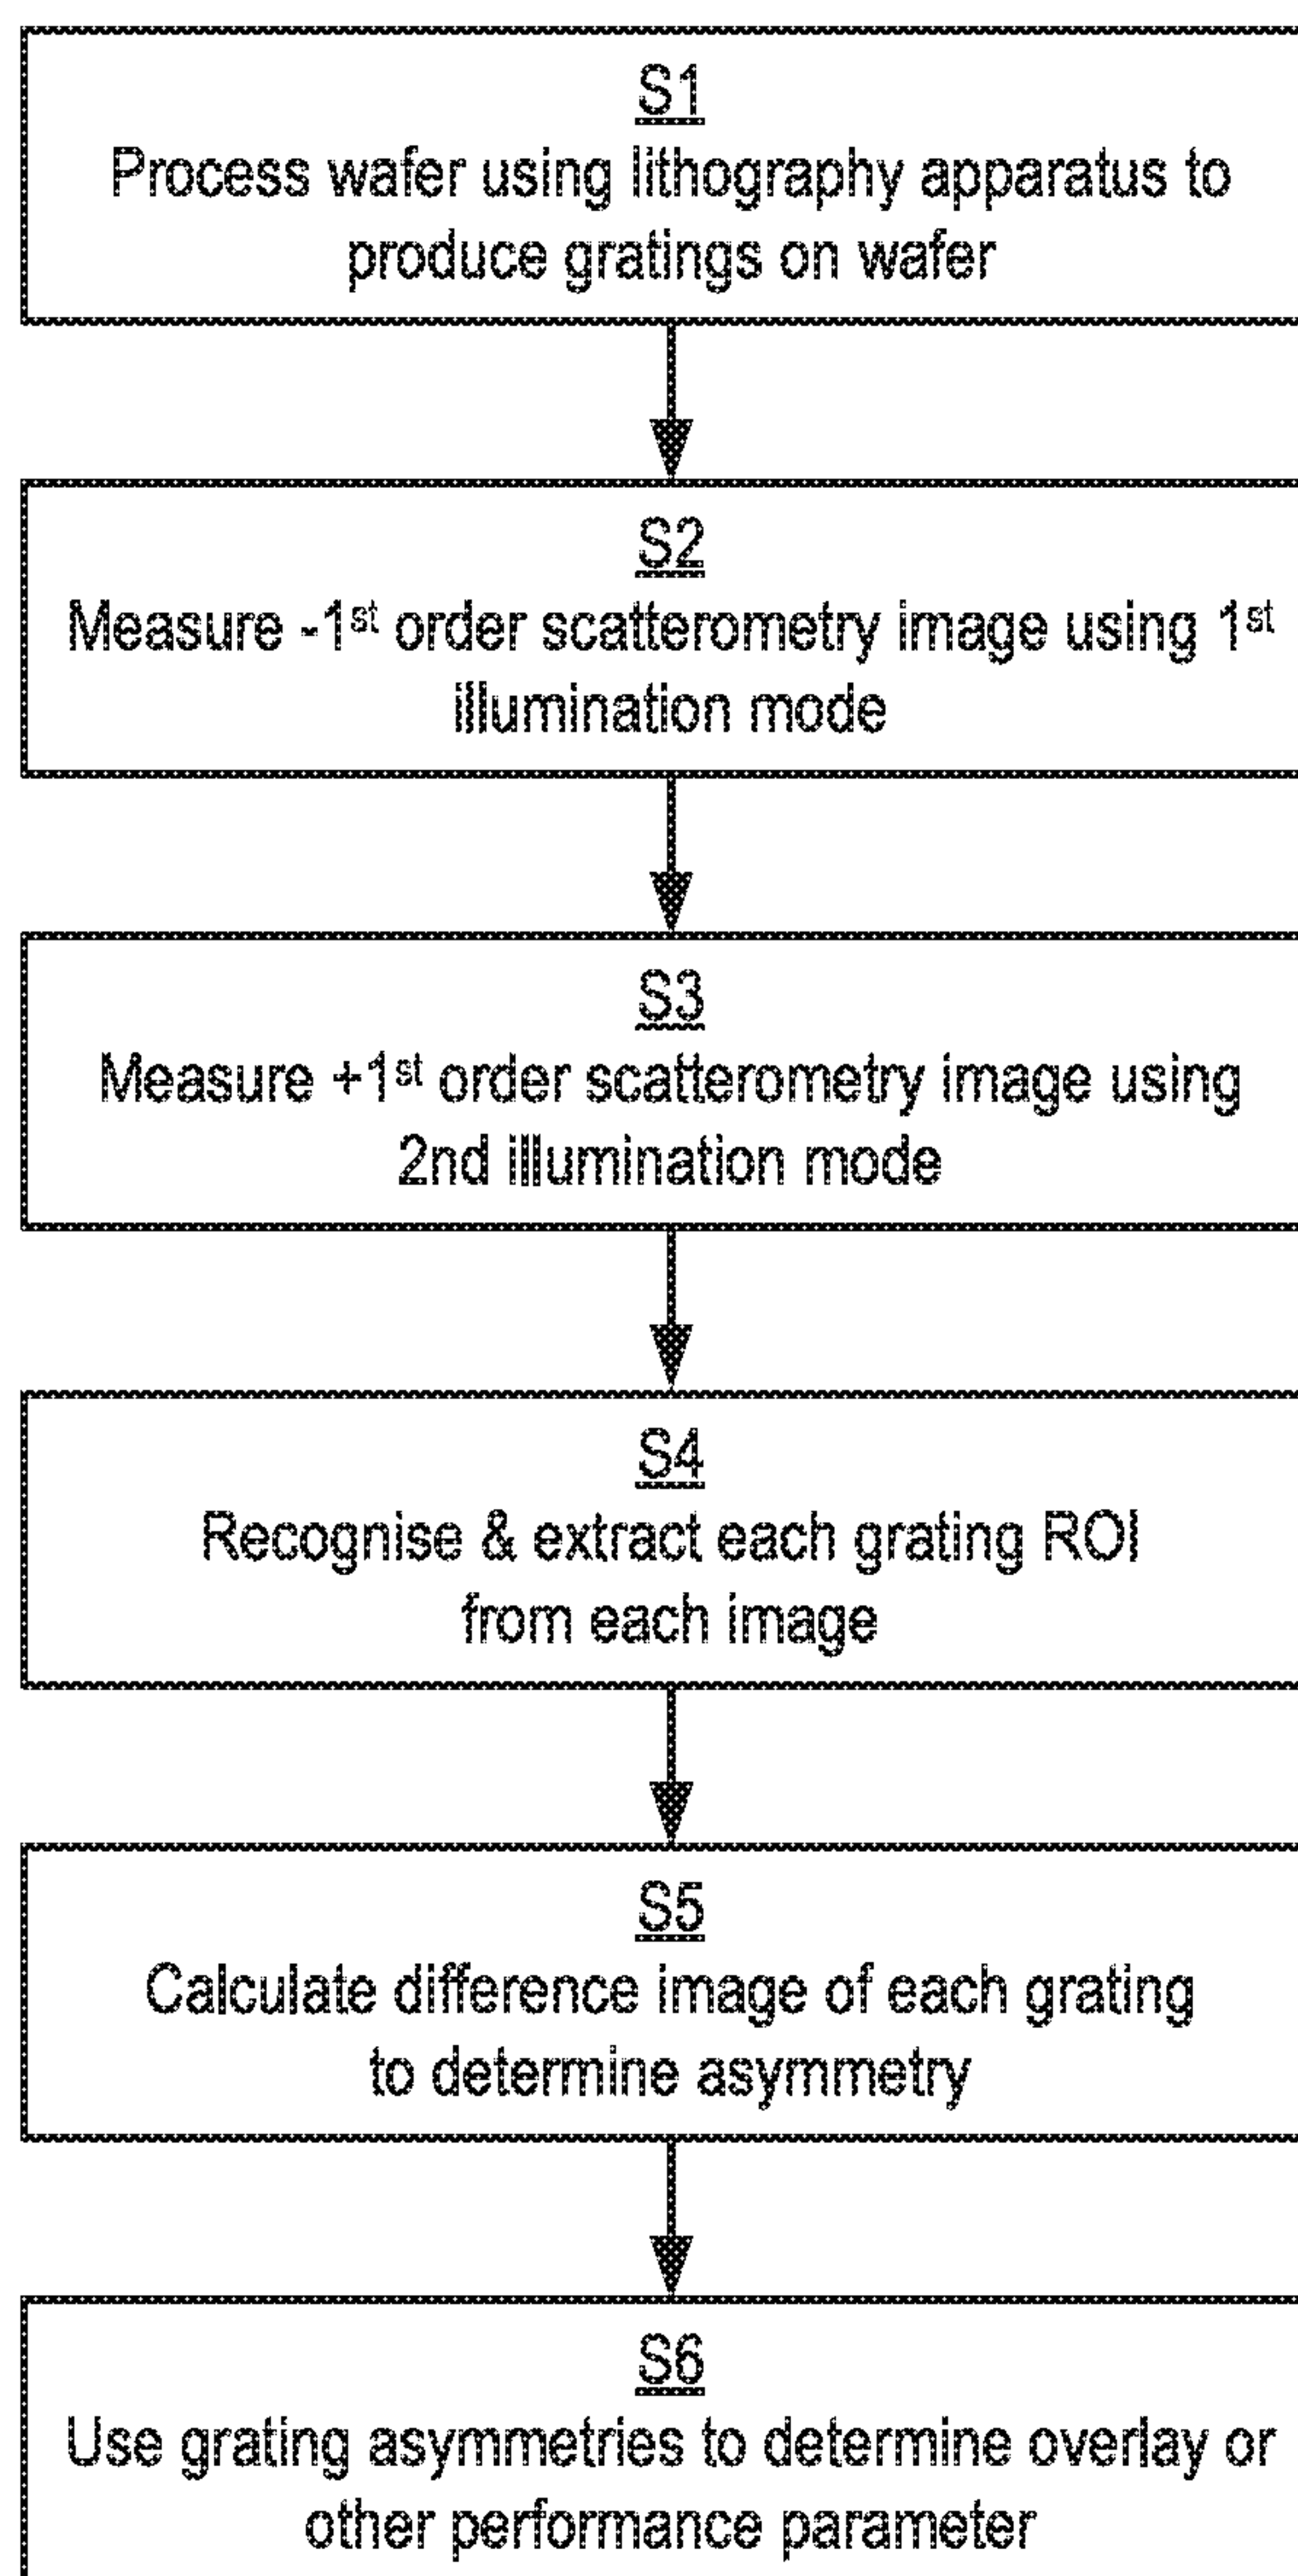 S1
Process wafer using lithography apparatus to
produce gratings on wafer
S2
Measure -1st order scatterometry image using 1st
illumination mode
S3
Measure +1st order scatterometry image using
2nd illumination mode
S4
Recognise & extract each grating ROI
from each image
S5
Calculate difference image of each grating
to determine asymmetry
S6
Use grating asymmetries to determine overlay or
other performance parameter